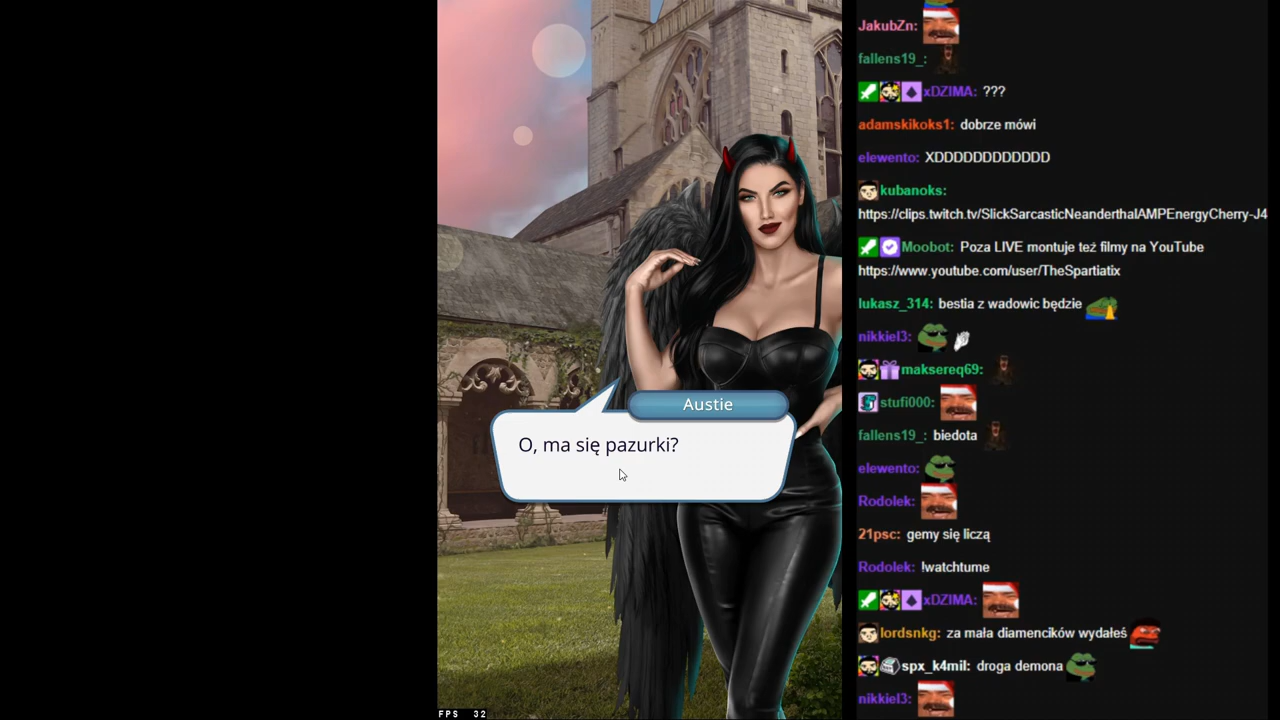 Austie
O, ma się pazurki?
FPS 32
JakubZn:
fallens19_:
xDZIMA: ???
adamskikoks1: dobrze mówi
elewento: XDDDDDDDDDDDD
kubanoks:
https://clips.twitch.tv/SlickSarcasticNeanderthalAMPEnergyCherry-J4
Moobot: Poza LIVE montuje też filmy na YouTube
https://www.youtube.com/user/TheSpartiatix
lukasz_314: bestia z wadowic będzie
nikkiel3:
maksereq69:
stufi000:
fallens19_: biedota
elewento:
Rodolek:
21psc: gemy się liczą
Rodolek: !watchtume
xDZIMA:
lordsnkg: za mała diamencików wydałeś
spx_k4mil: droga demona
nikkiel3: